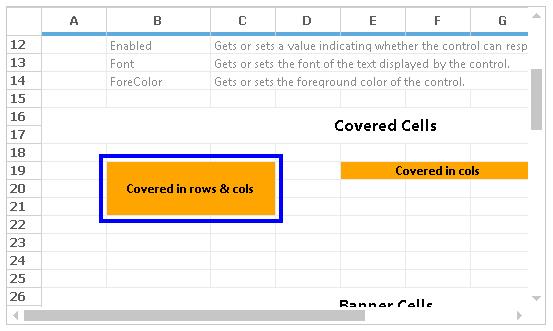 A B C D E F G
12 Enabled Gets or sets a value indicating whether the control can resp
13 Font Gets or sets the font of the text displayed by the control.
14 ForeColor Gets or sets the foreground color of the control.
15
16
Covered Cells
17
18
19 Covered in cols
20 Covered in rows & cols
21
22
23
24
25
26 Banner Cells
27